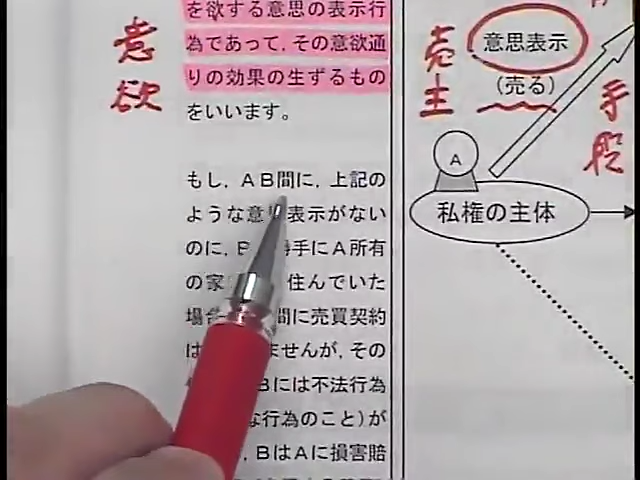 を欲する意思の表示行
為であって，その意欲通
りの効果の生ずるもの
をいいます。
もし，ＡＢ間に，上記の
ような意思表示がない
のに，Ｂ 勝手にＡ所有
の家 住んでいた
場合 間に売買契約
は ませんが，その
Ｂには不法行為
な行為のこと）が
，ＢはＡに損害賠
意欲
売主
意思表示
（売る）
手段
A
私権の主体